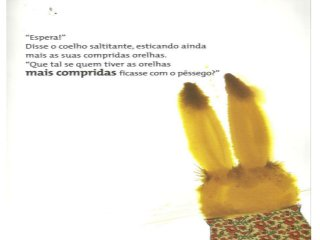 "Espera!"
Disse o coelho saltitante, esticando ainda
mais as suas compridas orelhas.
"Que tal se quem tiver as orelhas
mais compridas ficasse com o pêssego?"